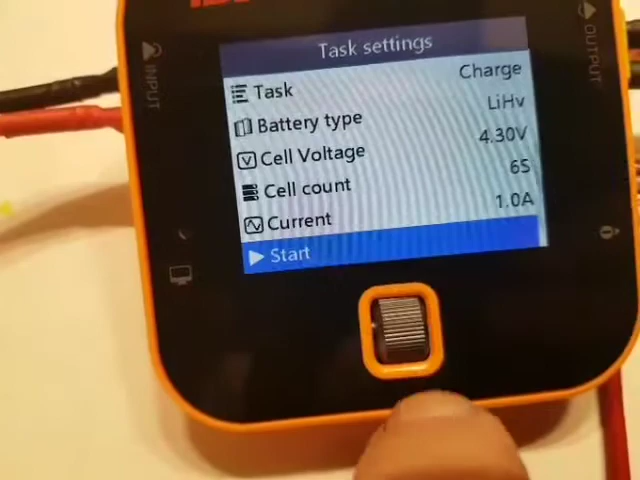 Task settings
Task Charge
Battery type LiHv
Cell Voltage 4.30V
Cell count 6S
Current 1.0A
Start
INPUT
OUTPUT